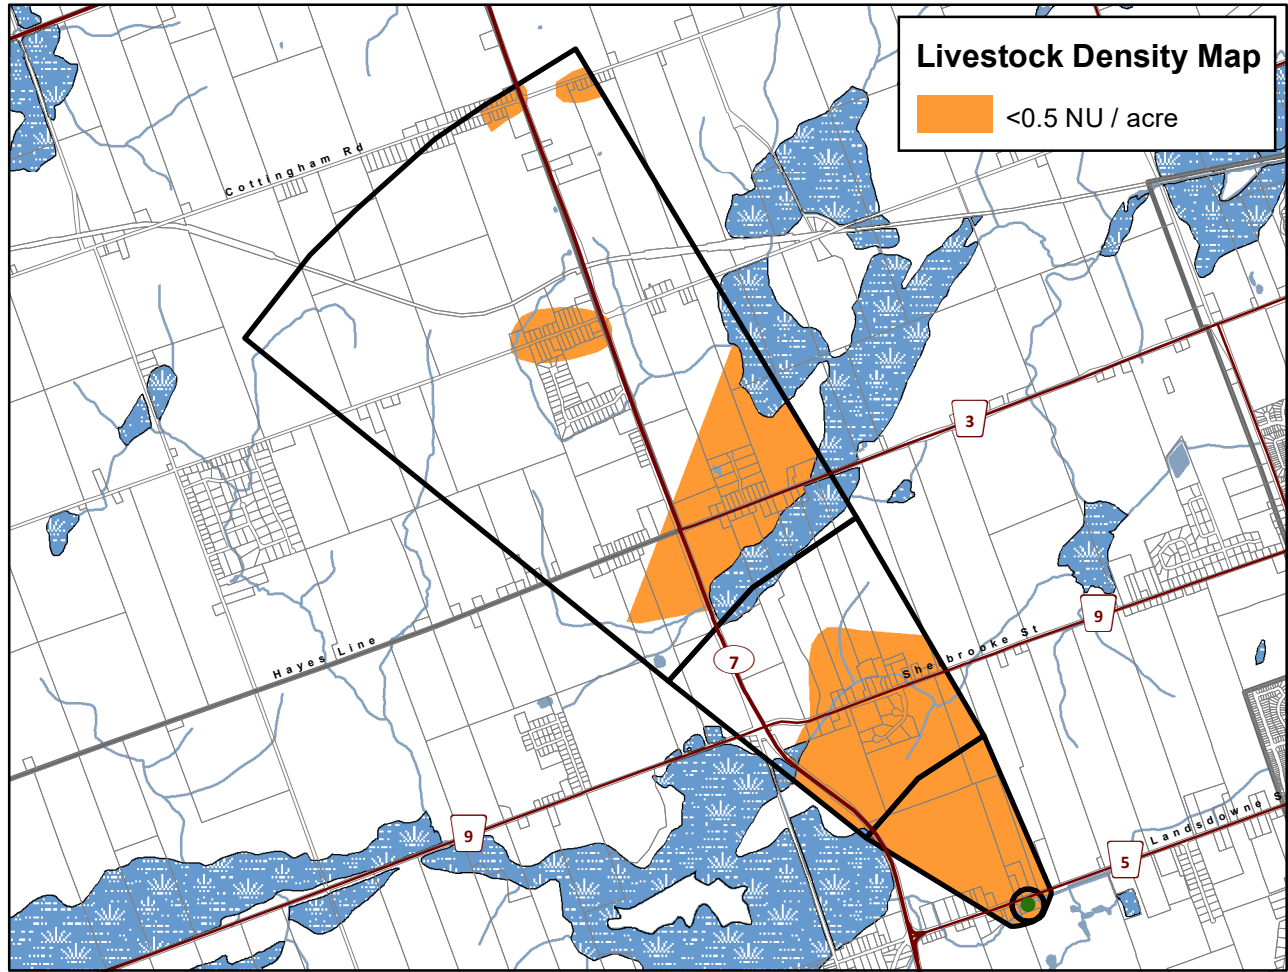 Livestock Density Map
<0.5 NU / acre
Cottingham Rd
3
9
Sherbrooke St
Hayes Line
7
9
Landsdowne S
5